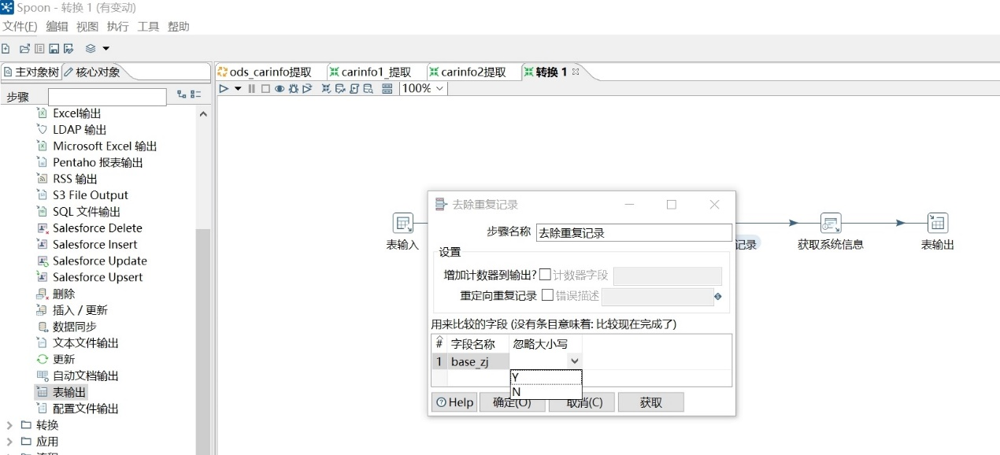 Spoon - 转换 1 (有变动)
文件(F) 编辑 视图 执行 工具 帮助
主对象树 核心对象
ods_carinfo提取 carinfo1_提取 carinfo2提取 转换 1
步骤
100%
Excel输出
LDAP 输出
Microsoft Excel 输出
Pentaho 报表输出
RSS 输出
S3 File Output
SQL 文件输出
Salesforce Delete
Salesforce Insert
Salesforce Update
Salesforce Upsert
删除
插入 / 更新
数据同步
文本文件输出
更新
自动文档输出
表输出
配置文件输出
转换
应用
流程
表输入
记录
获取系统信息
表输出
去除重复记录
步骤名称 去除重复记录
设置
增加计数器到输出? 计数器字段
重定向重复记录 错误描述
用来比较的字段 (没有条目意味着: 比较现在完成了)
# 字段名称 忽略大小写
1 base_zj
Y
N
Help 确定(O) 取消(C) 获取